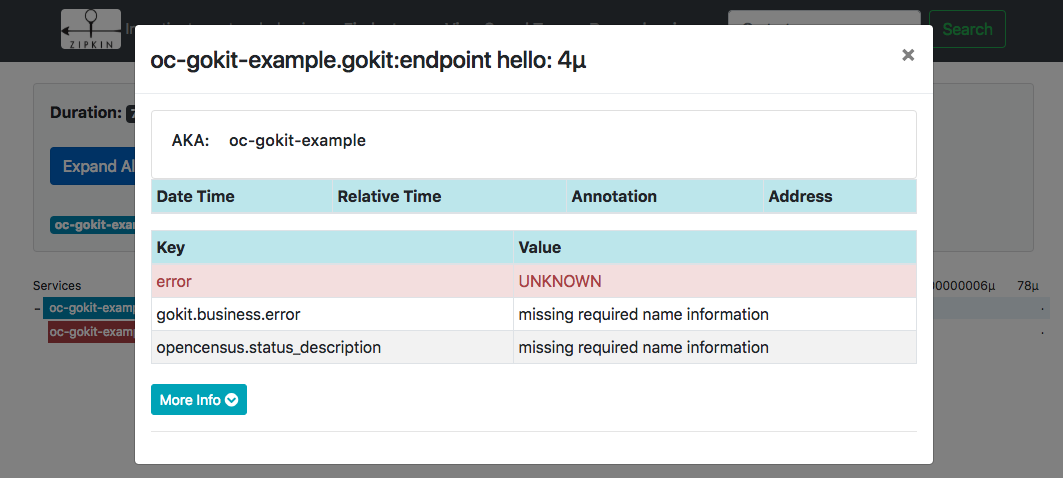 ZIPKIN
Search
oc-gokit-example.gokit:endpoint hello: 4µ
×
Duration:
AKA: oc-gokit-example
Expand Al
Date Time Relative Time Annotation Address
oc-gokit-exa
Key Value
error UNKNOWN
Services 00000006µ 78µ
gokit.business.error missing required name information
oc-gokit-examp
oc-gokit-examp
opencensus.status_description missing required name information
More Info